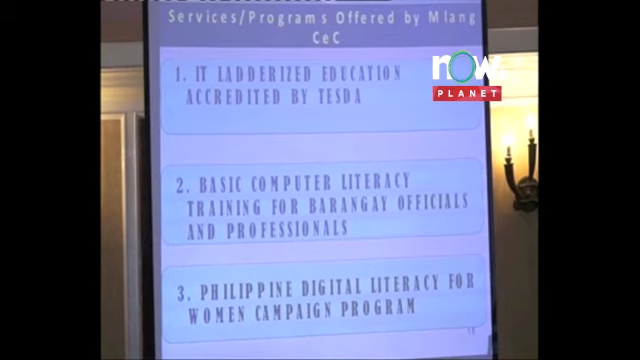 Services/Programs Offered by Mlang
CeC
now.
PLANET
1. IT LADDERIZED EDUCATION
ACCREDITED BY TESDA
2. BASIC COMPUTER LITERACY
TRAINING FOR BARANGAY OFFICIALS
AND PROFESSIONALS
3. PHILIPPINE DIGITAL LITERACY FOR
WOMEN CAMPAIGN PROGRAM